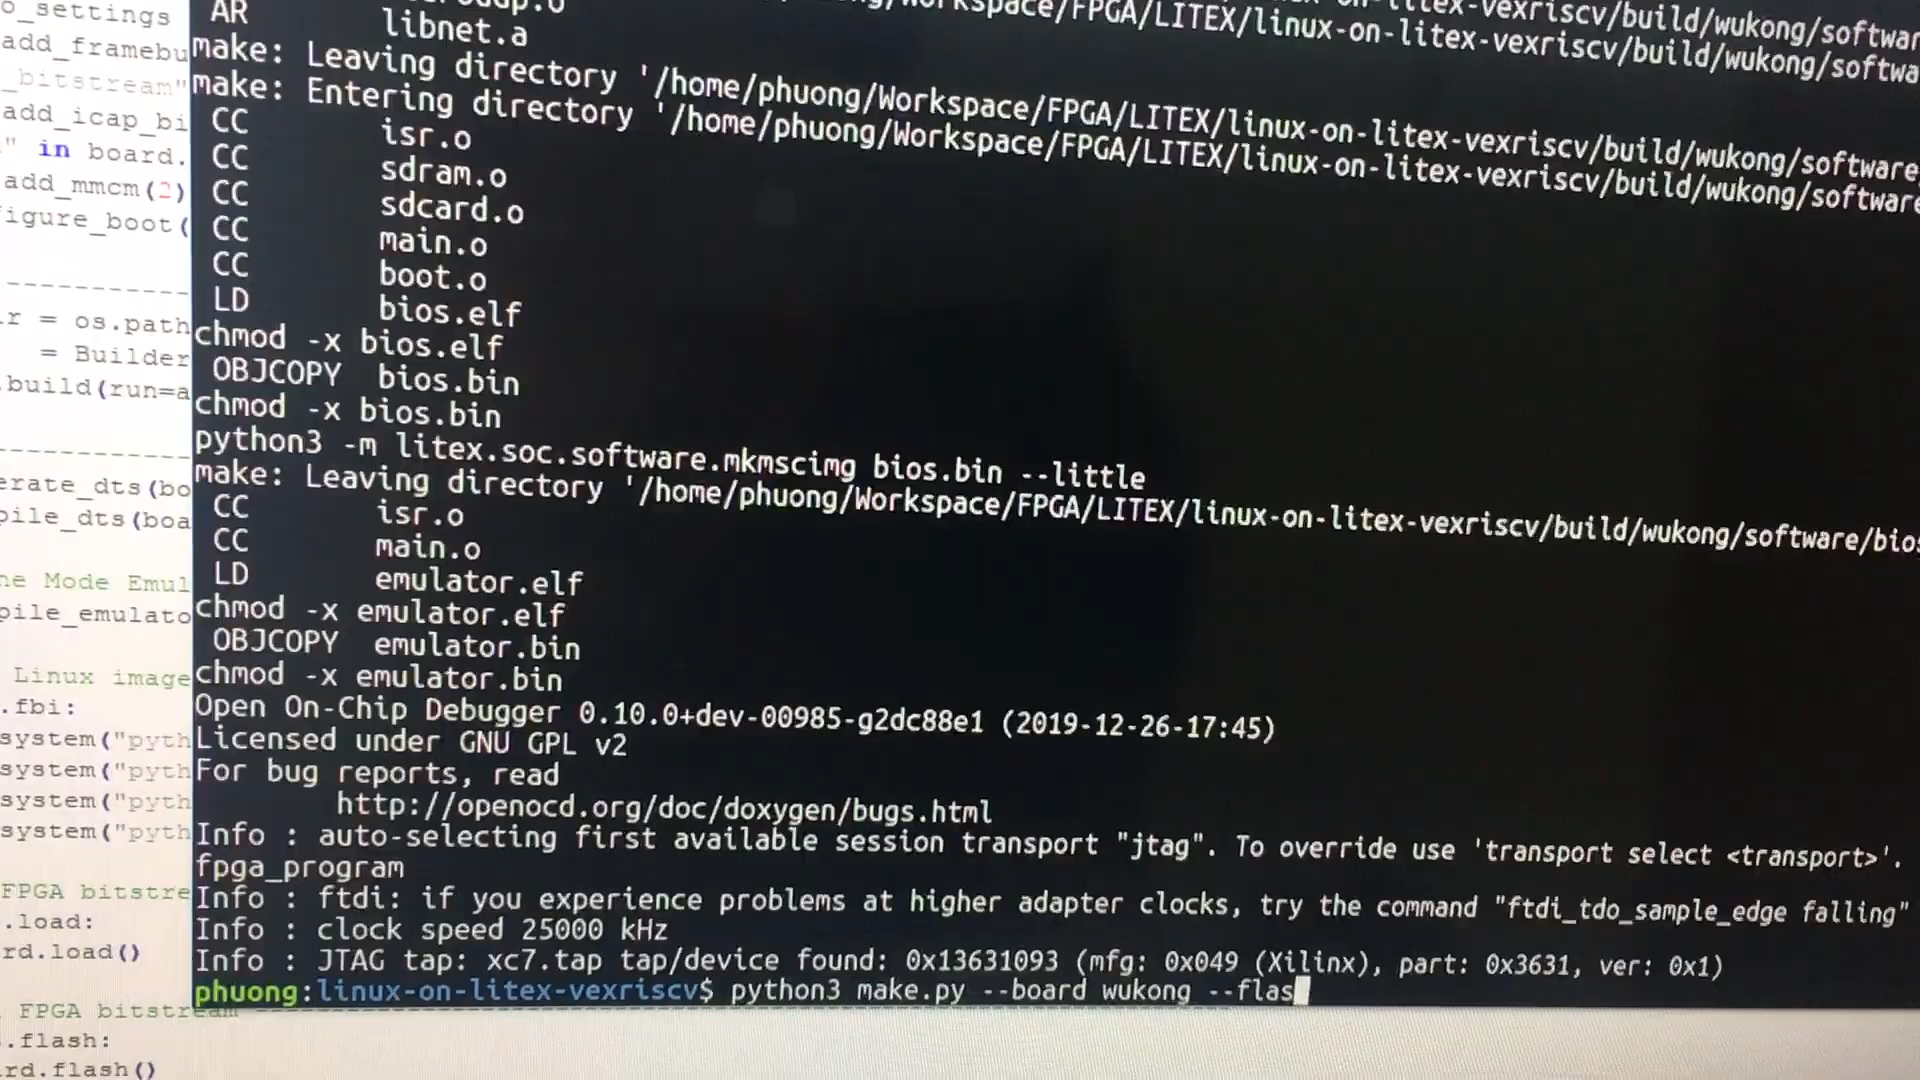 o_settings
add_framebu
_bitstream"
add_icap_bi
" in board.
add_mmcm(2)
figure_boot(
------------
r = os.path
= Builder
.build(run=a
------------
erate_dts(bo
pile_dts(boa
ne Mode Emul
pile_emulato
Linux image
.fbi:
system("pyth
system("pyth
system("pyth
system("pyth
FPGA bitstre
.load:
rd.load()
FPGA bitstream
.flash:
rd.flash()
AR libnet.a
make: Leaving directory '/home/phuong/Workspace/FPGA/LITEX/linux-on-litex-vexriscv/build/wukong/software
make: Entering directory '/home/phuong/Workspace/FPGA/LITEX/linux-on-litex-vexriscv/build/wukong/software
CC isr.o
CC sdram.o
CC sdcard.o
CC main.o
CC boot.o
LD bios.elf
chmod -x bios.elf
OBJCOPY bios.bin
chmod -x bios.bin
python3 -m litex.soc.software.mkmscimg bios.bin --little
make: Leaving directory '/home/phuong/Workspace/FPGA/LITEX/linux-on-litex-vexriscv/build/wukong/software/bios
CC isr.o
CC main.o
LD emulator.elf
chmod -x emulator.elf
OBJCOPY emulator.bin
chmod -x emulator.bin
Open On-Chip Debugger 0.10.0+dev-00985-g2dc88e1 (2019-12-26-17:45)
Licensed under GNU GPL v2
For bug reports, read
http://openocd.org/doc/doxygen/bugs.html
Info : auto-selecting first available session transport "jtag". To override use 'transport select <transport>'.
fpga_program
Info : ftdi: if you experience problems at higher adapter clocks, try the command "ftdi_tdo_sample_edge falling"
Info : clock speed 25000 kHz
Info : JTAG tap: xc7.tap tap/device found: 0x13631093 (mfg: 0x049 (Xilinx), part: 0x3631, ver: 0x1)
phuong:linux-on-litex-vexriscv$ python3 make.py --board wukong --flas